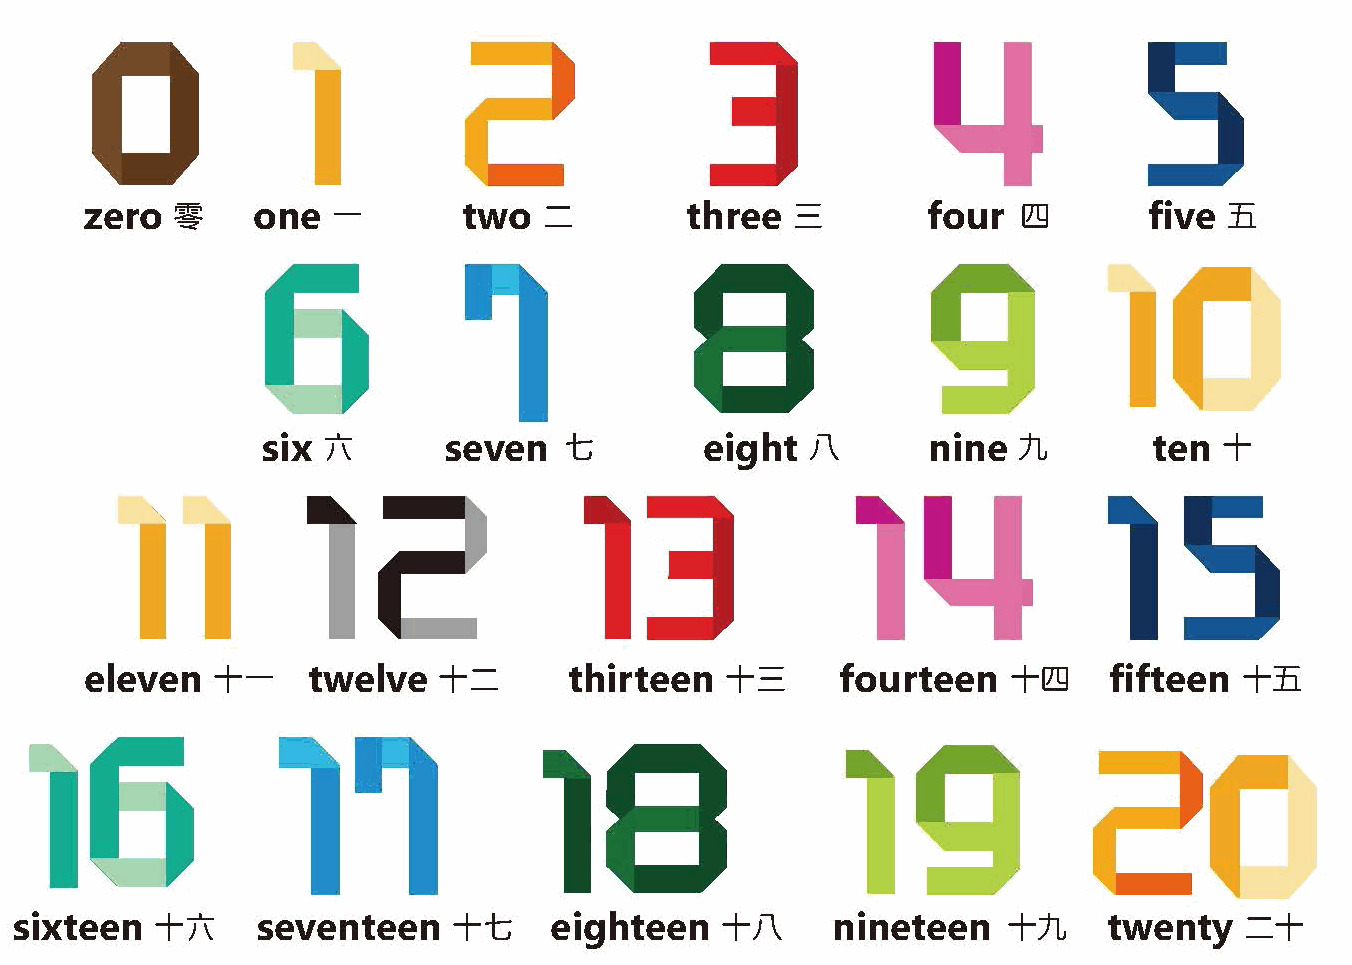 0 1 2 3 4 5
zero 零 one 一 two 二 three 三 four 四 five 五
6 7 8 9 10
six 六 seven 七 eight 八 nine 九 ten 十
11 12 13 14 15
eleven 十一 twelve 十二 thirteen 十三 fourteen 十四 fifteen 十五
16 17 18 19 20
sixteen 十六 seventeen 十七 eighteen 十八 nineteen 十九 twenty 二十